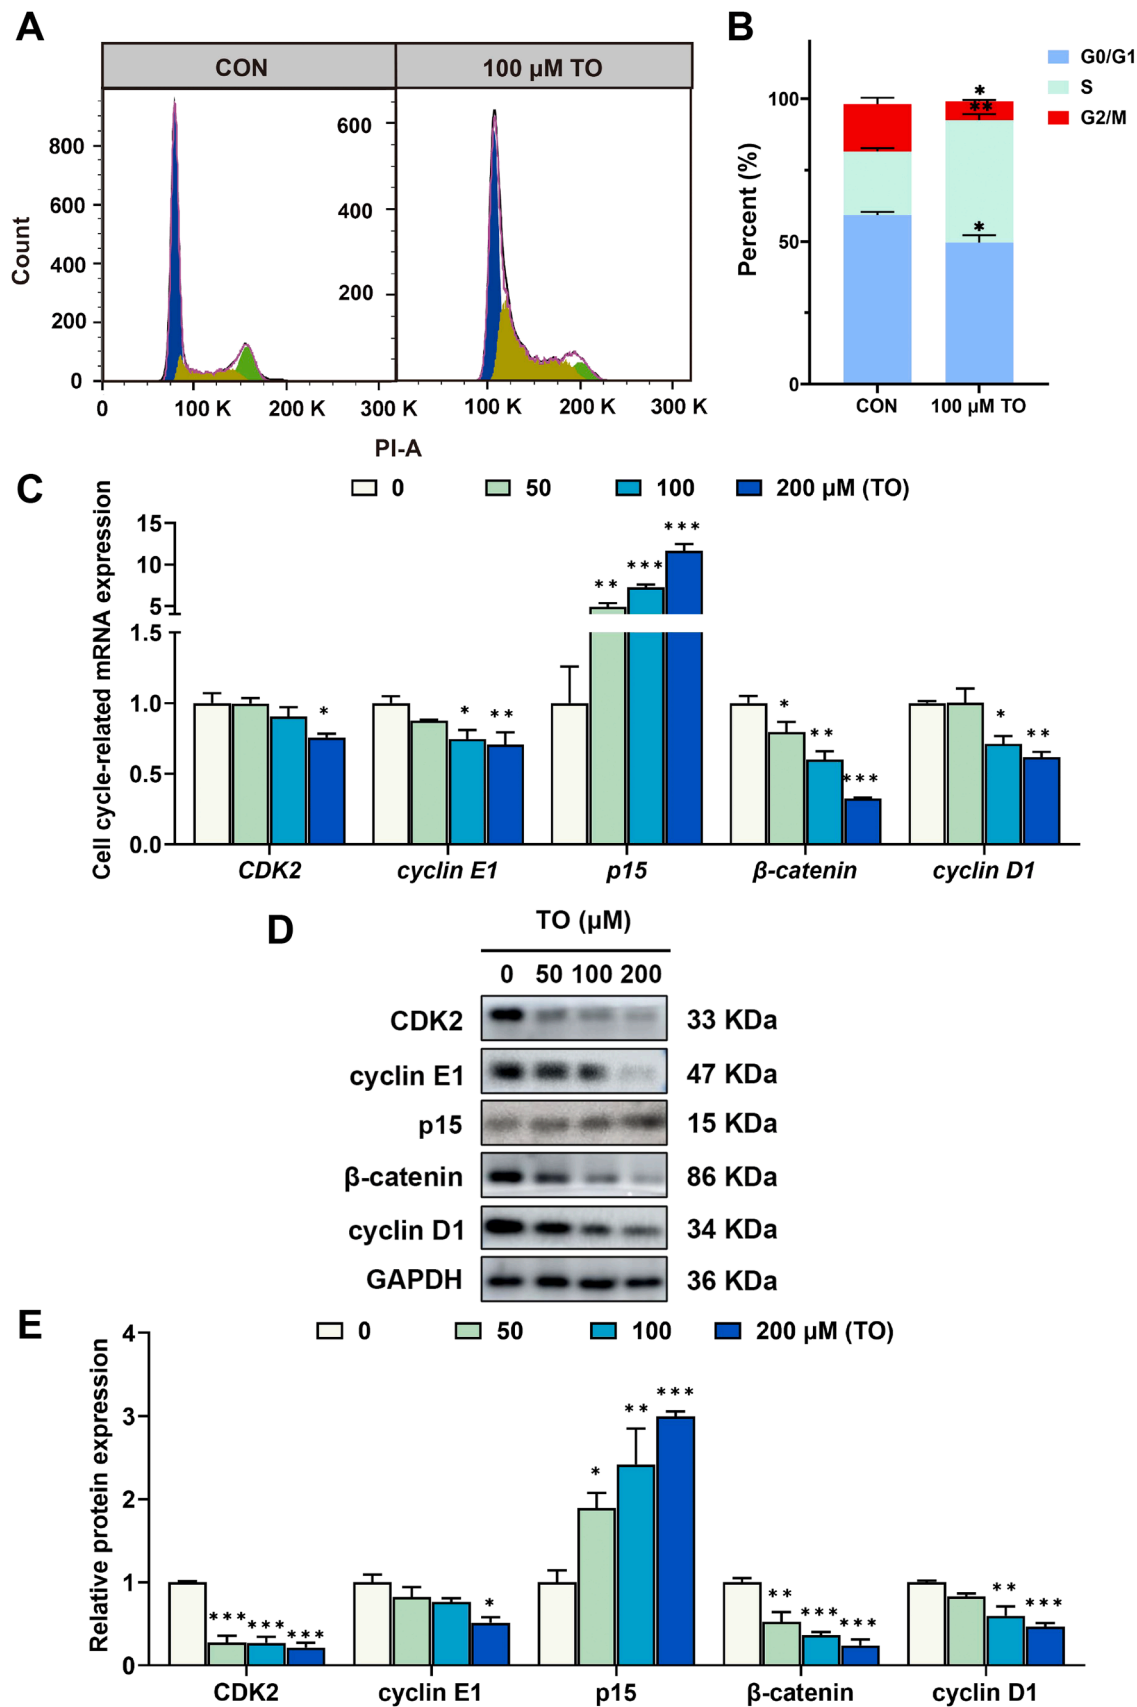 A
CON
100 μM TO
Count
800
600
400
200
0
600
400
200
0
100 K
200 K
300 K
100 K
200 K
300 K
PI-A
B
Percent (%)
100
50
0
*
**
*
CON
100 μM TO
G0/G1
S
G2/M
C
0
50
100
200 μM (TO)
Cell cycle-related mRNA expression
15
10
5
1.5
1.0
0.5
0.0
*
*
**
**
***
***
*
**
***
*
**
CDK2
cyclin E1
p15
β-catenin
cyclin D1
D
TO (μM)
0 50 100 200
CDK2 33 KDa
cyclin E1 47 KDa
p15 15 KDa
β-catenin 86 KDa
cyclin D1 34 KDa
GAPDH 36 KDa
E
0
50
100
200 μM (TO)
Relative protein expression
4
3
2
1
0
***
***
***
*
*
**
***
**
***
***
**
***
CDK2
cyclin E1
p15
β-catenin
cyclin D1